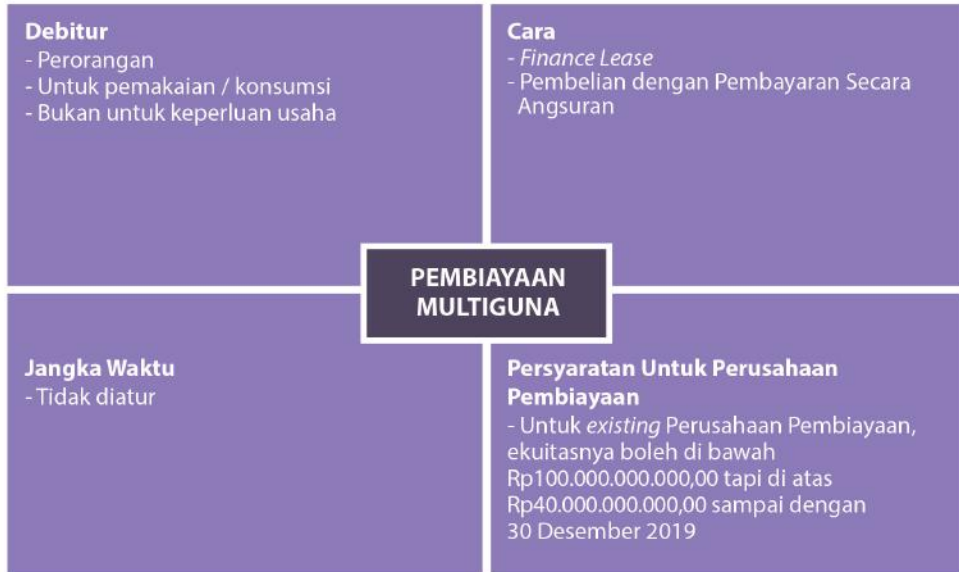 Debitur
- Perorangan
- Untuk pemakaian / konsumsi
- Bukan untuk keperluan usaha
Cara
- Finance Lease
- Pembelian dengan Pembayaran Secara
Angsuran
PEMBIAYAAN
MULTIGUNA
Jangka Waktu
- Tidak diatur
Persyaratan Untuk Perusahaan
Pembiayaan
- Untuk existing Perusahaan Pembiayaan,
ekuitasnya boleh di bawah
Rp100.000.000.000,00 tapi di atas
Rp40.000.000.000,00 sampai dengan
30 Desember 2019